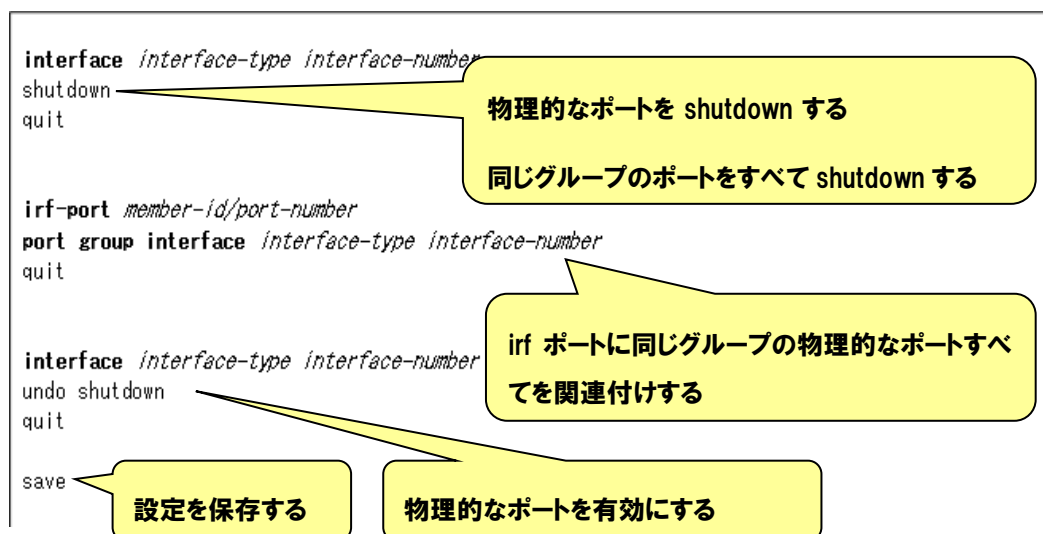 interface interface-type interface-number
shutdown
quit
物理的なポートを shutdown する
同じグループのポートをすべて shutdown する
irf-port member-id/port-number
port group interface interface-type interface-number
quit
irf ポートに同じグループの物理的なポートすべ
てを関連付けする
interface interface-type interface-number
undo shutdown
quit
save
設定を保存する
物理的なポートを有効にする